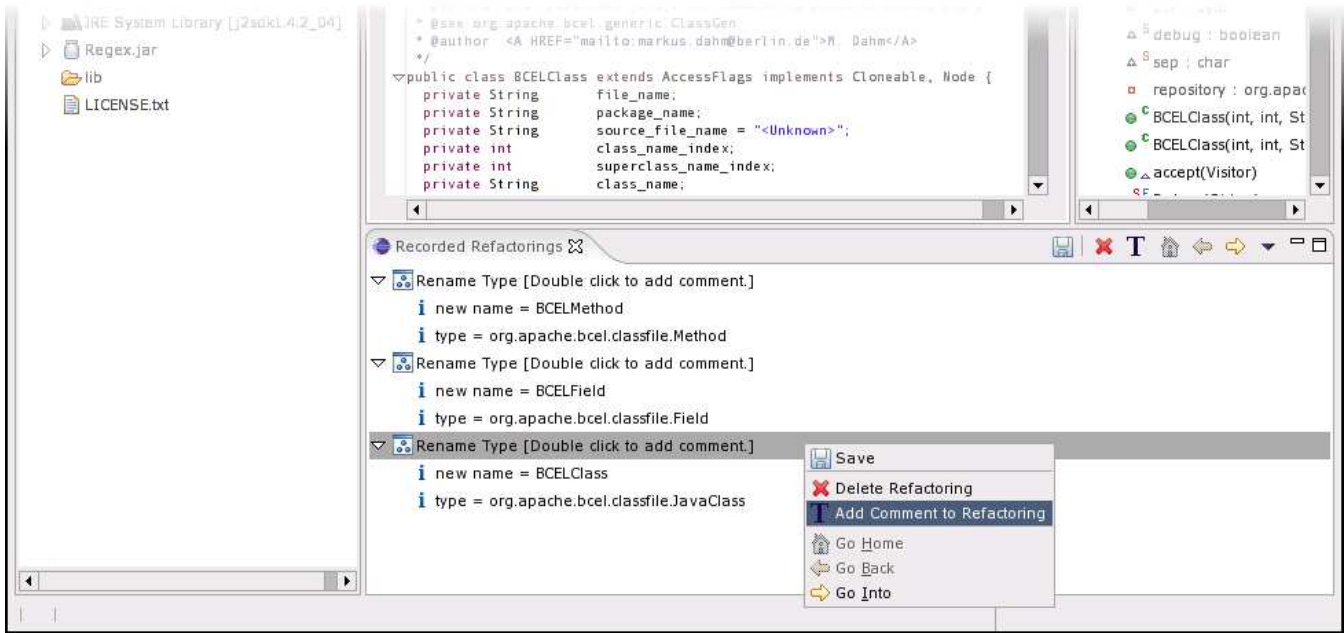 JRE System Library [j2sdk1.4.2_04]
Regex.jar
lib
LICENSE.txt
* @see org.apache.bcel.generic.ClassGen
* @author <A HREF="mailto:markus.dahm@berlin.de">M. Dahm</A>
*/
public class BCELClass extends AccessFlags implements Cloneable, Node {
private String file_name;
private String package_name;
private String source_file_name = "<Unknown>";
private int class_name_index;
private int superclass_name_index;
private String class_name;
S debug : boolean
S sep : char
repository : org.apac
C BCELClass(int, int, St
C BCELClass(int, int, St
accept(Visitor)
Recorded Refactorings
T
Rename Type [Double click to add comment.]
i new name = BCELMethod
i type = org.apache.bcel.classfile.Method
Rename Type [Double click to add comment.]
i new name = BCELField
i type = org.apache.bcel.classfile.Field
Rename Type [Double click to add comment.]
i new name = BCELClass
i type = org.apache.bcel.classfile.JavaClass
Save
Delete Refactoring
T Add Comment to Refactoring
Go Home
Go Back
Go Into